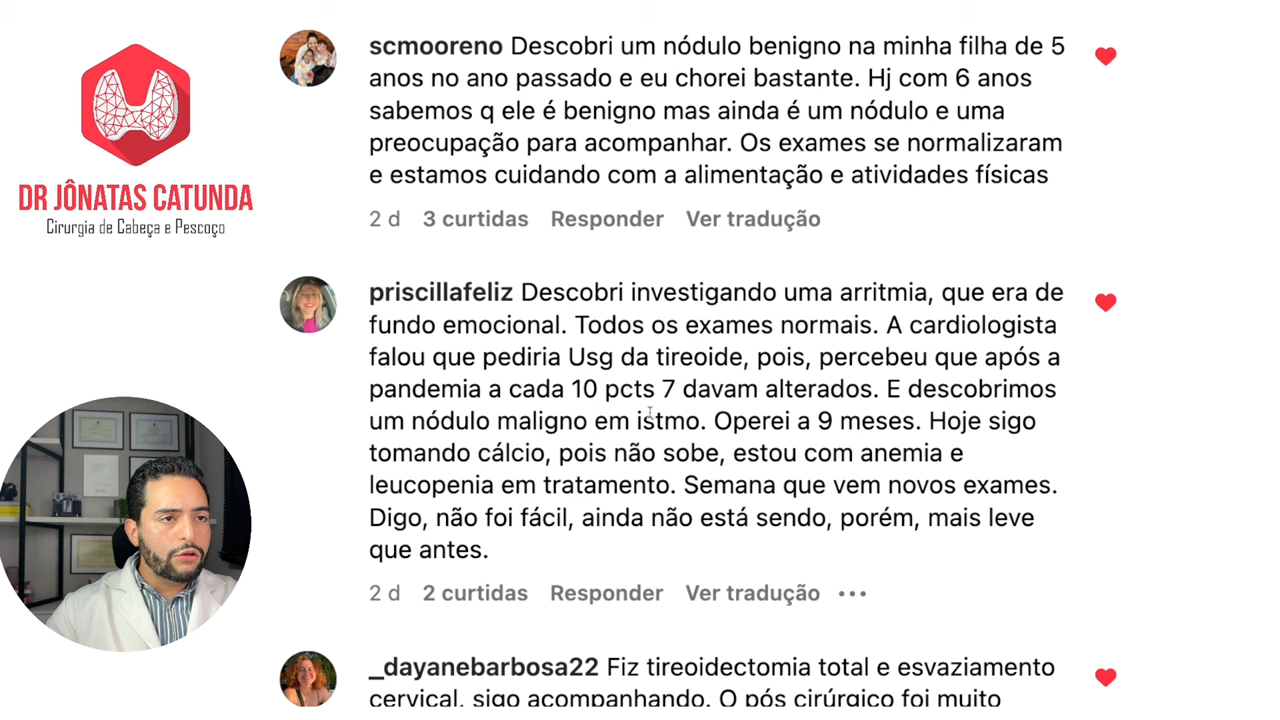 DR JÔNATAS CATUNDA
Cirurgia de Cabeça e Pescoço
scmooreno Descobri um nódulo benigno na minha filha de 5
anos no ano passado e eu chorei bastante. Hj com 6 anos
sabemos q ele é benigno mas ainda é um nódulo e uma
preocupação para acompanhar. Os exames se normalizaram
e estamos cuidando com a alimentação e atividades físicas
2 d 3 curtidas Responder Ver tradução
priscillafeliz Descobri investigando uma arritmia, que era de
fundo emocional. Todos os exames normais. A cardiologista
falou que pediria Usg da tireoide, pois, percebeu que após a
pandemia a cada 10 pcts 7 davam alterados. E descobrimos
um nódulo maligno em istmo. Operei a 9 meses. Hoje sigo
tomando cálcio, pois não sobe, estou com anemia e
leucopenia em tratamento. Semana que vem novos exames.
Digo, não foi fácil, ainda não está sendo, porém, mais leve
que antes.
2 d 2 curtidas Responder Ver tradução •••
_dayanebarbosa22 Fiz tireoidectomia total e esvaziamento
cervical, sigo acompanhando. O pós cirúrgico foi muito